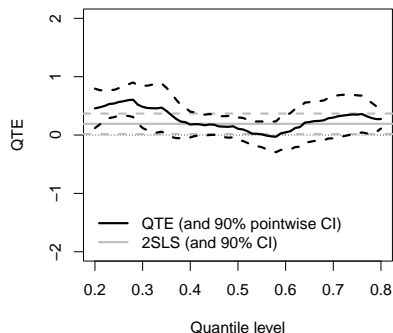 2
1
0
−1
−2
QTE
QTE (and 90% pointwise CI)
2SLS (and 90% CI)
0.2 0.3 0.4 0.5 0.6 0.7 0.8
Quantile level